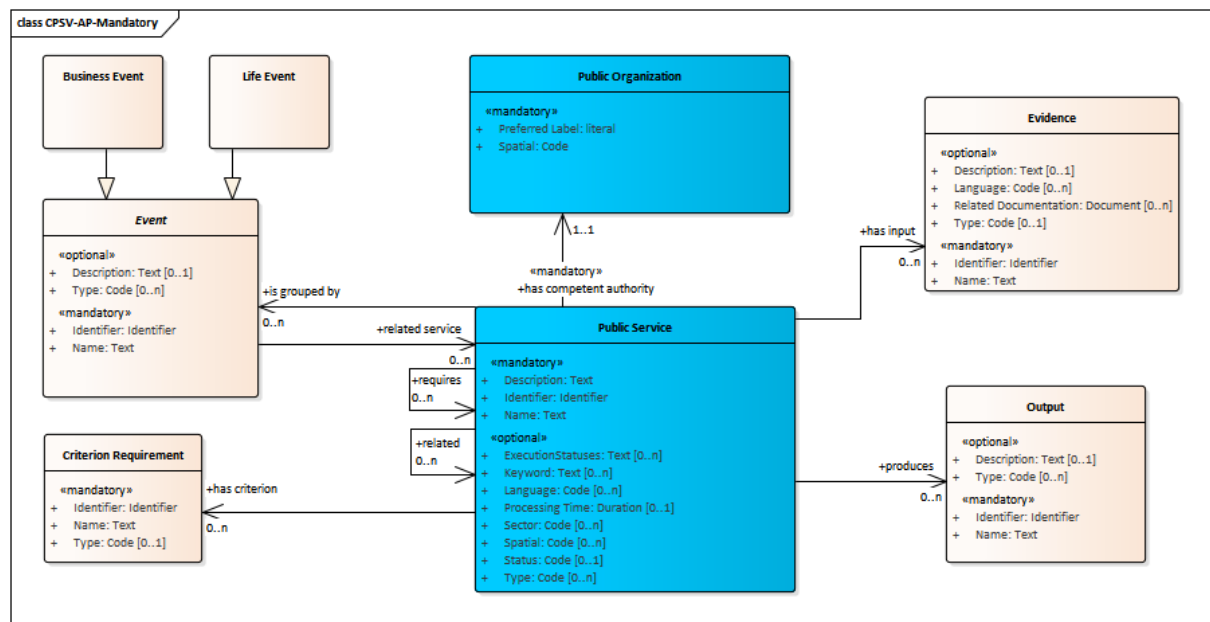 class CPSV-AP-Mandatory
Business Event
Life Event
Public Organization
«mandatory»
+ Preferred Label: literal
+ Spatial: Code
Evidence
«optional»
+ Description: Text [0..1]
+ Language: Code [0..n]
+ Related Documentation: Document [0..n]
+ Type: Code [0..1]
«mandatory»
+ Identifier: Identifier
+ Name: Text
Event
«optional»
+ Description: Text [0..1]
+ Type: Code [0..n]
«mandatory»
+ Identifier: Identifier
+ Name: Text
1..1
«mandatory»
+has competent authority
+has input
0..n
+is grouped by
0..n
+related service
0..n
Public Service
«mandatory»
+ Description: Text
+ Identifier: Identifier
+ Name: Text
«optional»
+ ExecutionStatuses: Text [0..n]
+ Keyword: Text [0..n]
+ Language: Code [0..n]
+ Processing Time: Duration [0..1]
+ Sector: Code [0..n]
+ Spatial: Code [0..n]
+ Status: Code [0..1]
+ Type: Code [0..n]
+requires
0..n
+related
0..n
Criterion Requirement
«mandatory»
+ Identifier: Identifier
+ Name: Text
+ Type: Code [0..1]
+has criterion
0..n
+produces
0..n
Output
«optional»
+ Description: Text [0..1]
+ Type: Code [0..n]
«mandatory»
+ Identifier: Identifier
+ Name: Text